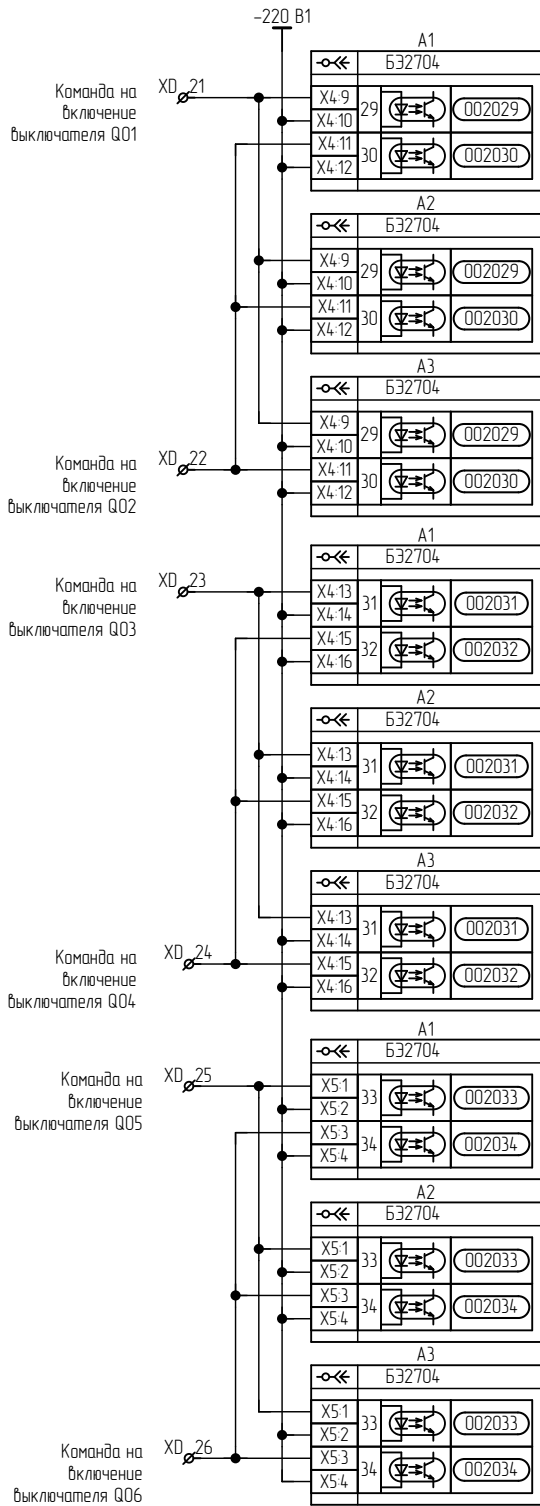 -220 В1
А1
БЭ2704
Команда на
включение
выключателя Q01
XD 21
X4:9
X4:10
29
002029
X4:11
X4:12
30
002030
А2
БЭ2704
X4:9
X4:10
29
002029
X4:11
X4:12
30
002030
А3
БЭ2704
X4:9
X4:10
29
002029
Команда на
включение
выключателя Q02
XD 22
X4:11
X4:12
30
002030
А1
БЭ2704
Команда на
включение
выключателя Q03
XD 23
X4:13
X4:14
31
002031
X4:15
X4:16
32
002032
А2
БЭ2704
X4:13
X4:14
31
002031
X4:15
X4:16
32
002032
А3
БЭ2704
X4:13
X4:14
31
002031
Команда на
включение
выключателя Q04
XD 24
X4:15
X4:16
32
002032
А1
БЭ2704
Команда на
включение
выключателя Q05
XD 25
X5:1
X5:2
33
002033
X5:3
X5:4
34
002034
А2
БЭ2704
X5:1
X5:2
33
002033
X5:3
X5:4
34
002034
А3
БЭ2704
X5:1
X5:2
33
002033
Команда на
включение
выключателя Q06
XD 26
X5:3
X5:4
34
002034